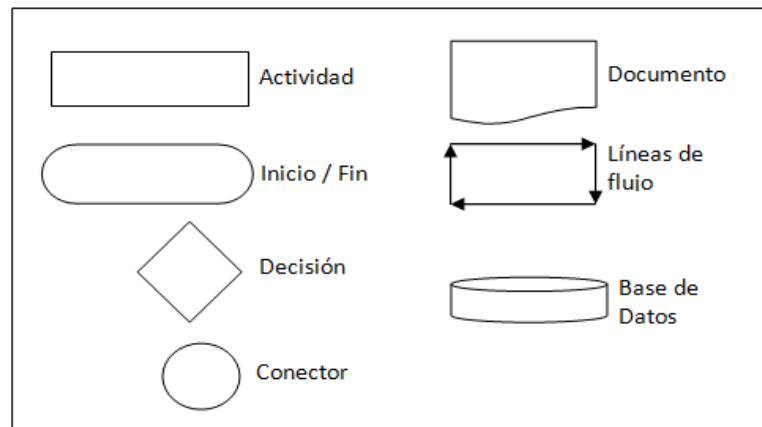 Actividad
Inicio / Fin
Decisión
Conector
Documento
Líneas de
flujo
Base de
Datos